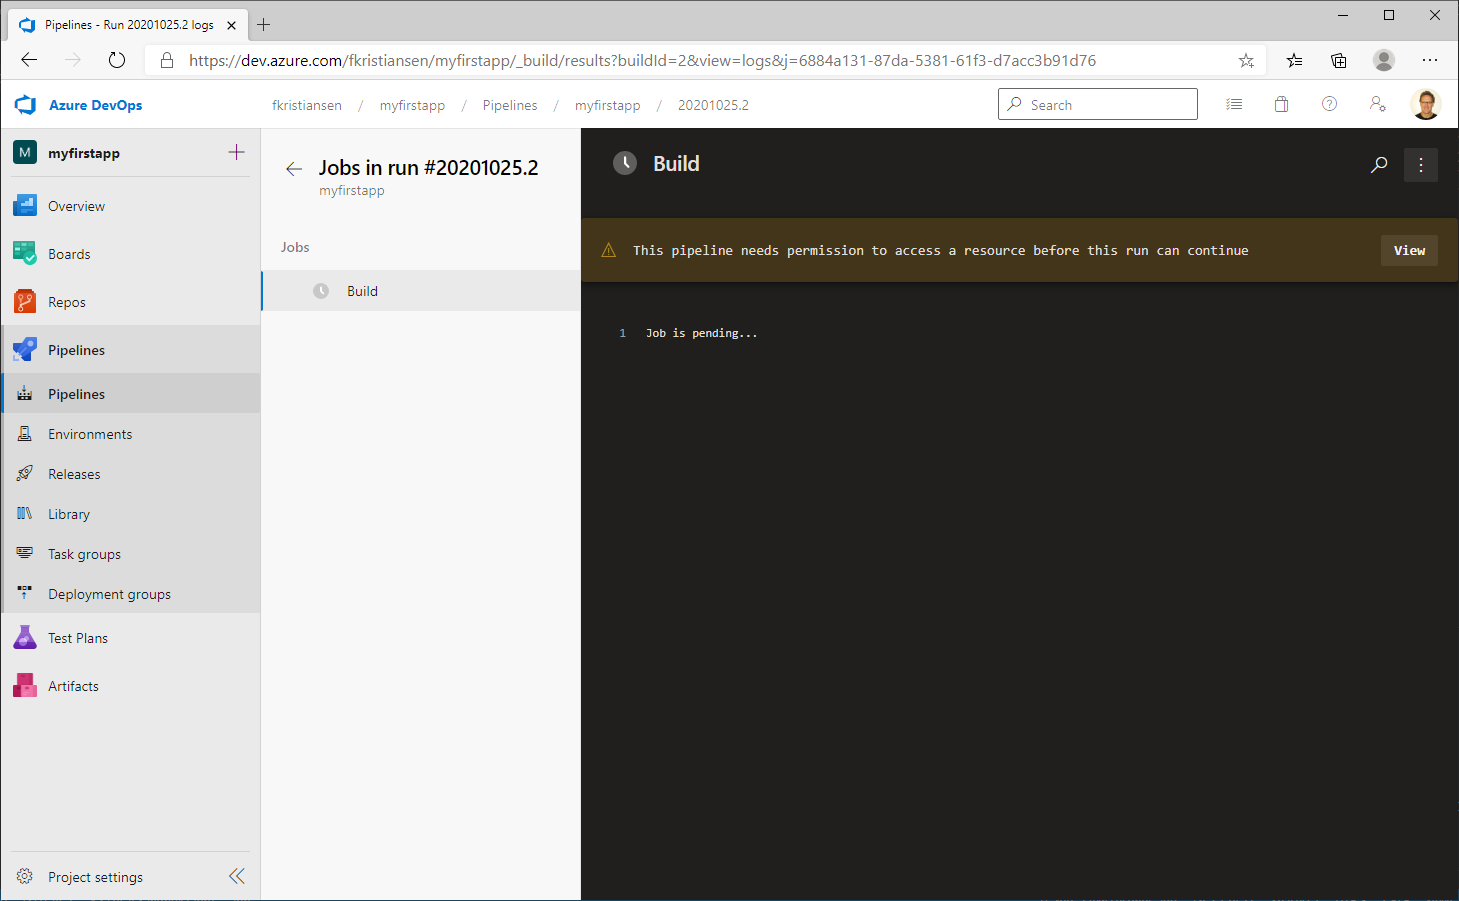 Pipelines - Run 20201025.2 logs
https://dev.azure.com/fkristiansen/myfirstapp/_build/results?buildId=2&view=logs&j=6884a131-87da-5381-61f3-d7acc3b91d76
Azure DevOps
fkristiansen / myfirstapp / Pipelines / myfirstapp / 20201025.2
Search
M myfirstapp
Overview
Boards
Repos
Pipelines
Pipelines
Environments
Releases
Library
Task groups
Deployment groups
Test Plans
Artifacts
Project settings
Jobs in run #20201025.2
myfirstapp
Jobs
Build
Build
This pipeline needs permission to access a resource before this run can continue
View
1 Job is pending...